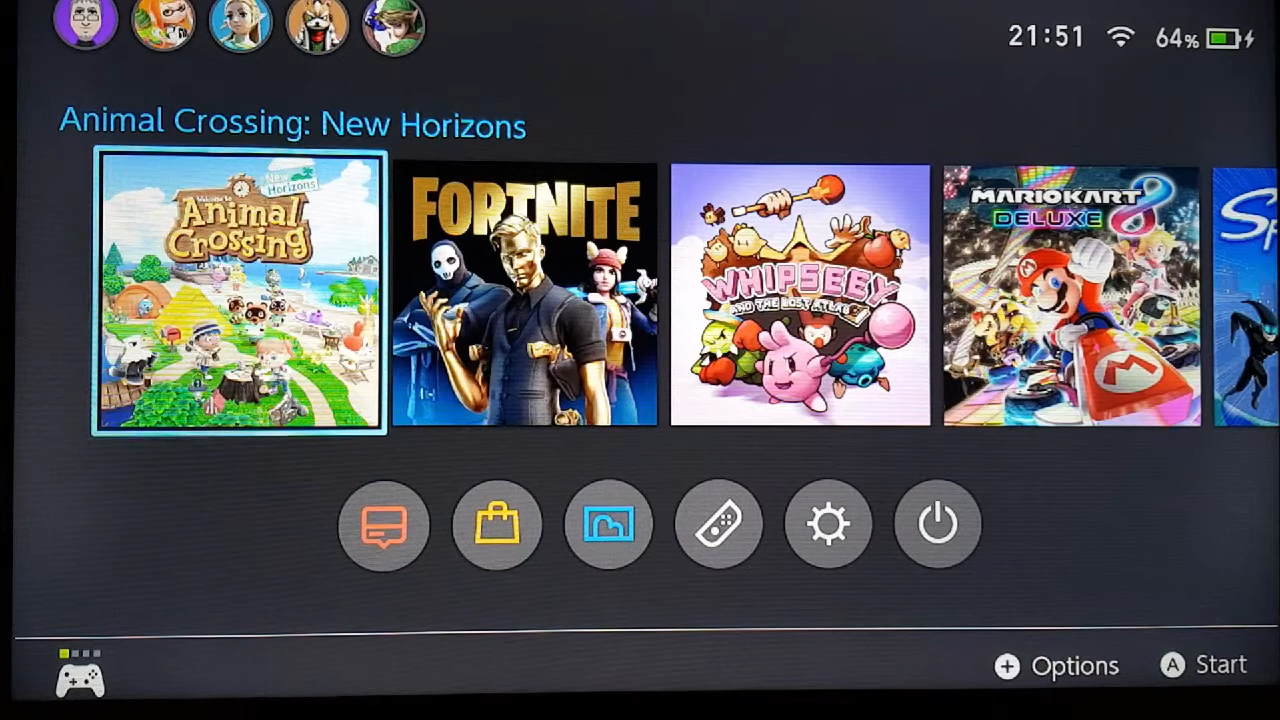 21:51 64%
Animal Crossing: New Horizons
New
Horizons
Welcome to
Animal
Crossing
FORTNITE
WHIPSEEY
AND THE LOST ATLAS
MARIOKART 8
DELUXE
M
Options
A Start